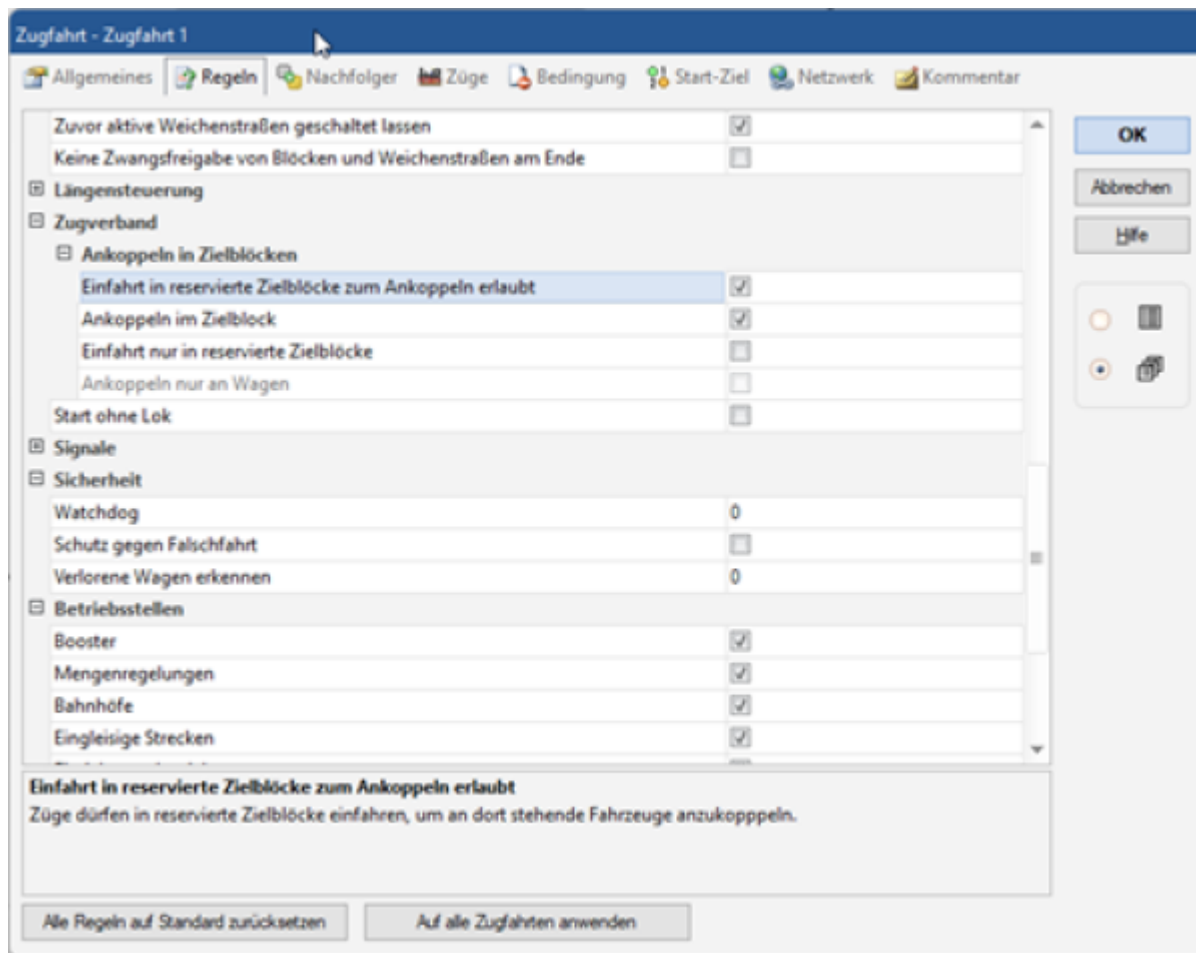 Zugfahrt - Zugfahrt 1
Allgemeines Regeln Nachfolger Züge Bedingung Start-Ziel Netzwerk Kommentar
Zuvor aktive Weichenstraßen geschaltet lassen
Keine Zwangsfreigabe von Blöcken und Weichenstraßen am Ende
Längensteuerung
Zugverband
Ankoppeln in Zielblöcken
Einfahrt in reservierte Zielblöcke zum Ankoppeln erlaubt
Ankoppeln im Zielblock
Einfahrt nur in reservierte Zielblöcke
Ankoppeln nur an Wagen
Start ohne Lok
Signale
Sicherheit
Watchdog 0
Schutz gegen Falschfahrt
Verlorene Wagen erkennen 0
Betriebsstellen
Booster
Mengenregelungen
Bahnhöfe
Eingleisige Strecken
Einfahrt in reservierte Zielblöcke zum Ankoppeln erlaubt
Züge dürfen in reservierte Zielblöcke einfahren, um an dort stehende Fahrzeuge anzukopppeln.
Alle Regeln auf Standard zurücksetzen Auf alle Zugfahrten anwenden
OK
Abbrechen
Hilfe